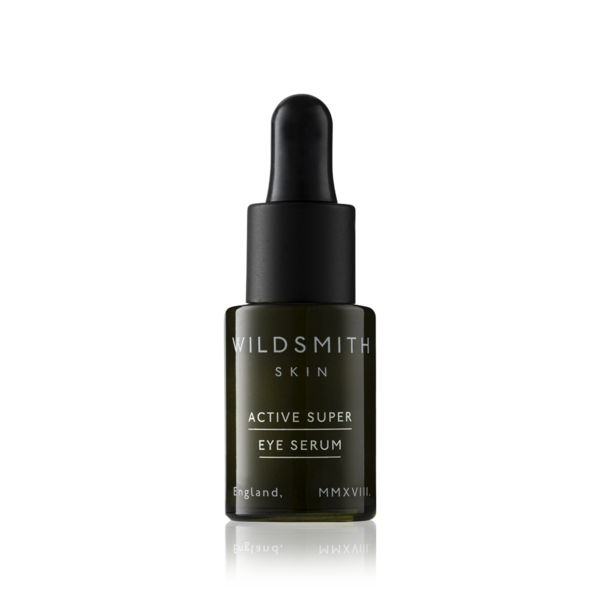 WILDSMITH
SKIN
ACTIVE SUPER
EYE SERUM
England, MMXVIII.